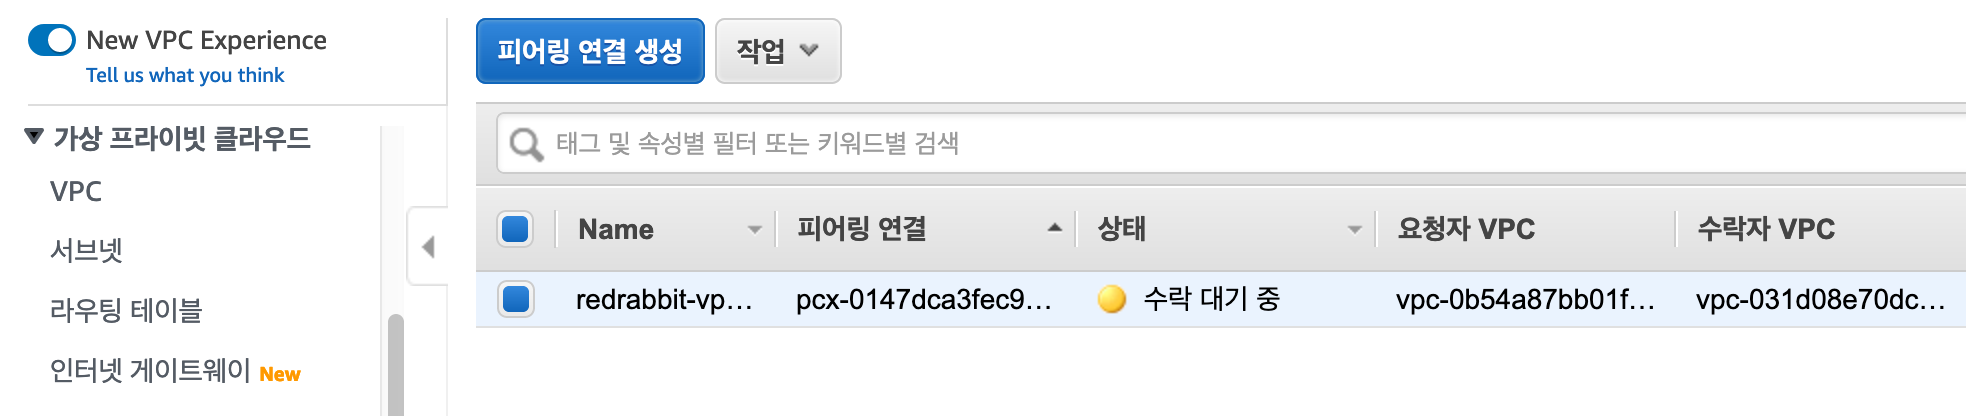 New VPC Experience
Tell us what you think
가상 프라이빗 클라우드
VPC
서브넷
라우팅 테이블
인터넷 게이트웨이 New
피어링 연결 생성 작업
태그 및 속성별 필터 또는 키워드별 검색
Name 피어링 연결 상태 요청자 VPC 수락자 VPC
redrabbit-vp... pcx-0147dca3fec9... 수락 대기 중 vpc-0b54a87bb01f... vpc-031d08e70dc...